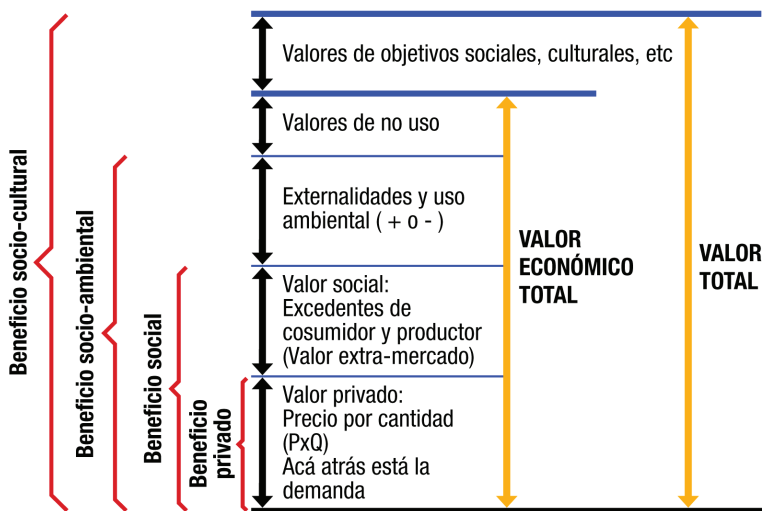 Valores de objetivos sociales, culturales, etc
Valores de no uso
Externalidades y uso
ambiental ( + o - )
Valor social:
Excedentes de
cosumidor y productor
(Valor extra-mercado)
Valor privado:
Precio por cantidad
(PxQ)
Acá atrás está la
demanda
VALOR
ECONÓMICO
TOTAL
VALOR
TOTAL
Beneficio socio-cultural
Beneficio socio-ambiental
Beneficio social
Beneficio
privado